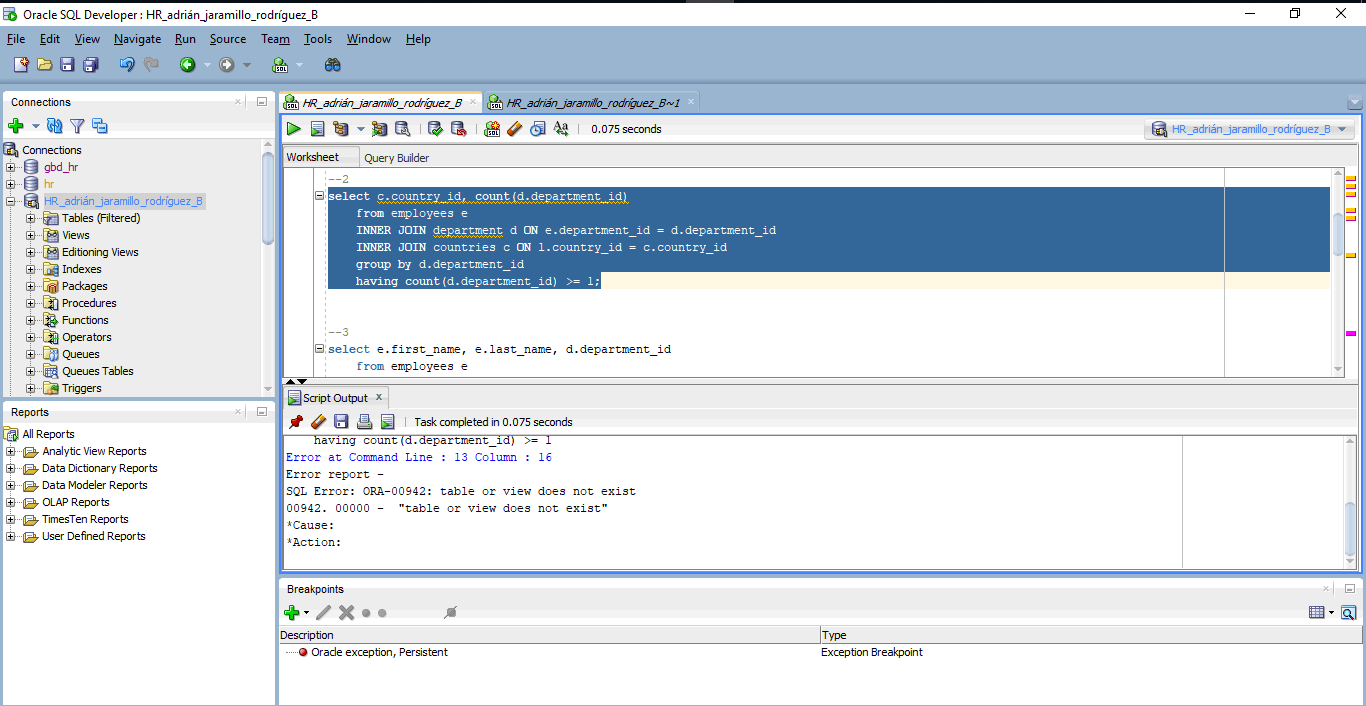 Oracle SQL Developer : HR_adrián_jaramillo_rodríguez_B
File Edit View Navigate Run Source Team Tools Window Help
Connections
HR_adrián_jaramillo_rodríguez_B
HR_adrián_jaramillo_rodríguez_B~1
0.075 seconds
HR_adrián_jaramillo_rodríguez_B
Worksheet Query Builder
Connections
gbd_hr
hr
HR_adrián_jaramillo_rodríguez_B
Tables (Filtered)
Views
Editioning Views
Indexes
Packages
Procedures
Functions
Operators
Queues
Queues Tables
Triggers
--2
select c.country_id, count(d.department_id)
from employees e
INNER JOIN department d ON e.department_id = d.department_id
INNER JOIN countries c ON l.country_id = c.country_id
group by d.department_id
having count(d.department_id) >= 1;
--3
select e.first_name, e.last_name, d.department_id
from employees e
Reports
All Reports
Analytic View Reports
Data Dictionary Reports
Data Modeler Reports
OLAP Reports
TimesTen Reports
User Defined Reports
Script Output x
Task completed in 0.075 seconds
having count(d.department_id) >= 1
Error at Command Line : 13 Column : 16
Error report -
SQL Error: ORA-00942: table or view does not exist
00942. 00000 - "table or view does not exist"
*Cause:
*Action:
Breakpoints
Description Type
Oracle exception, Persistent Exception Breakpoint